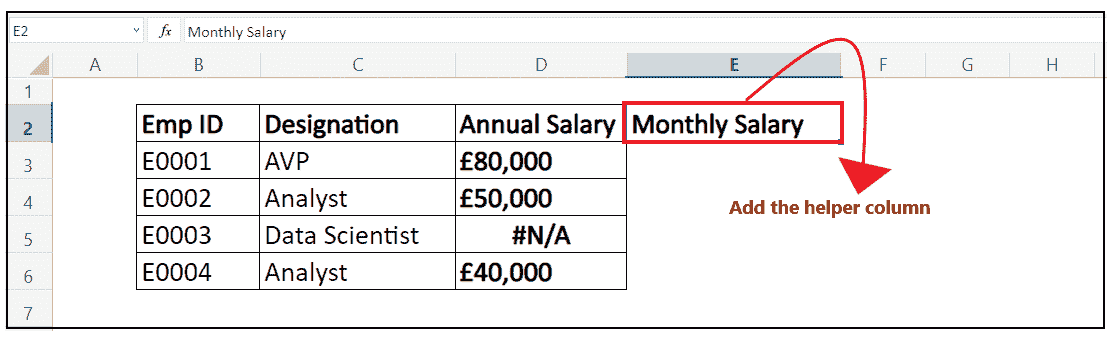 E2 fx Monthly Salary
A B C D E F G H
1
2 Emp ID Designation Annual Salary Monthly Salary
3 E0001 AVP £80,000
4 E0002 Analyst £50,000
Add the helper column
5 E0003 Data Scientist #N/A
6 E0004 Analyst £40,000
7